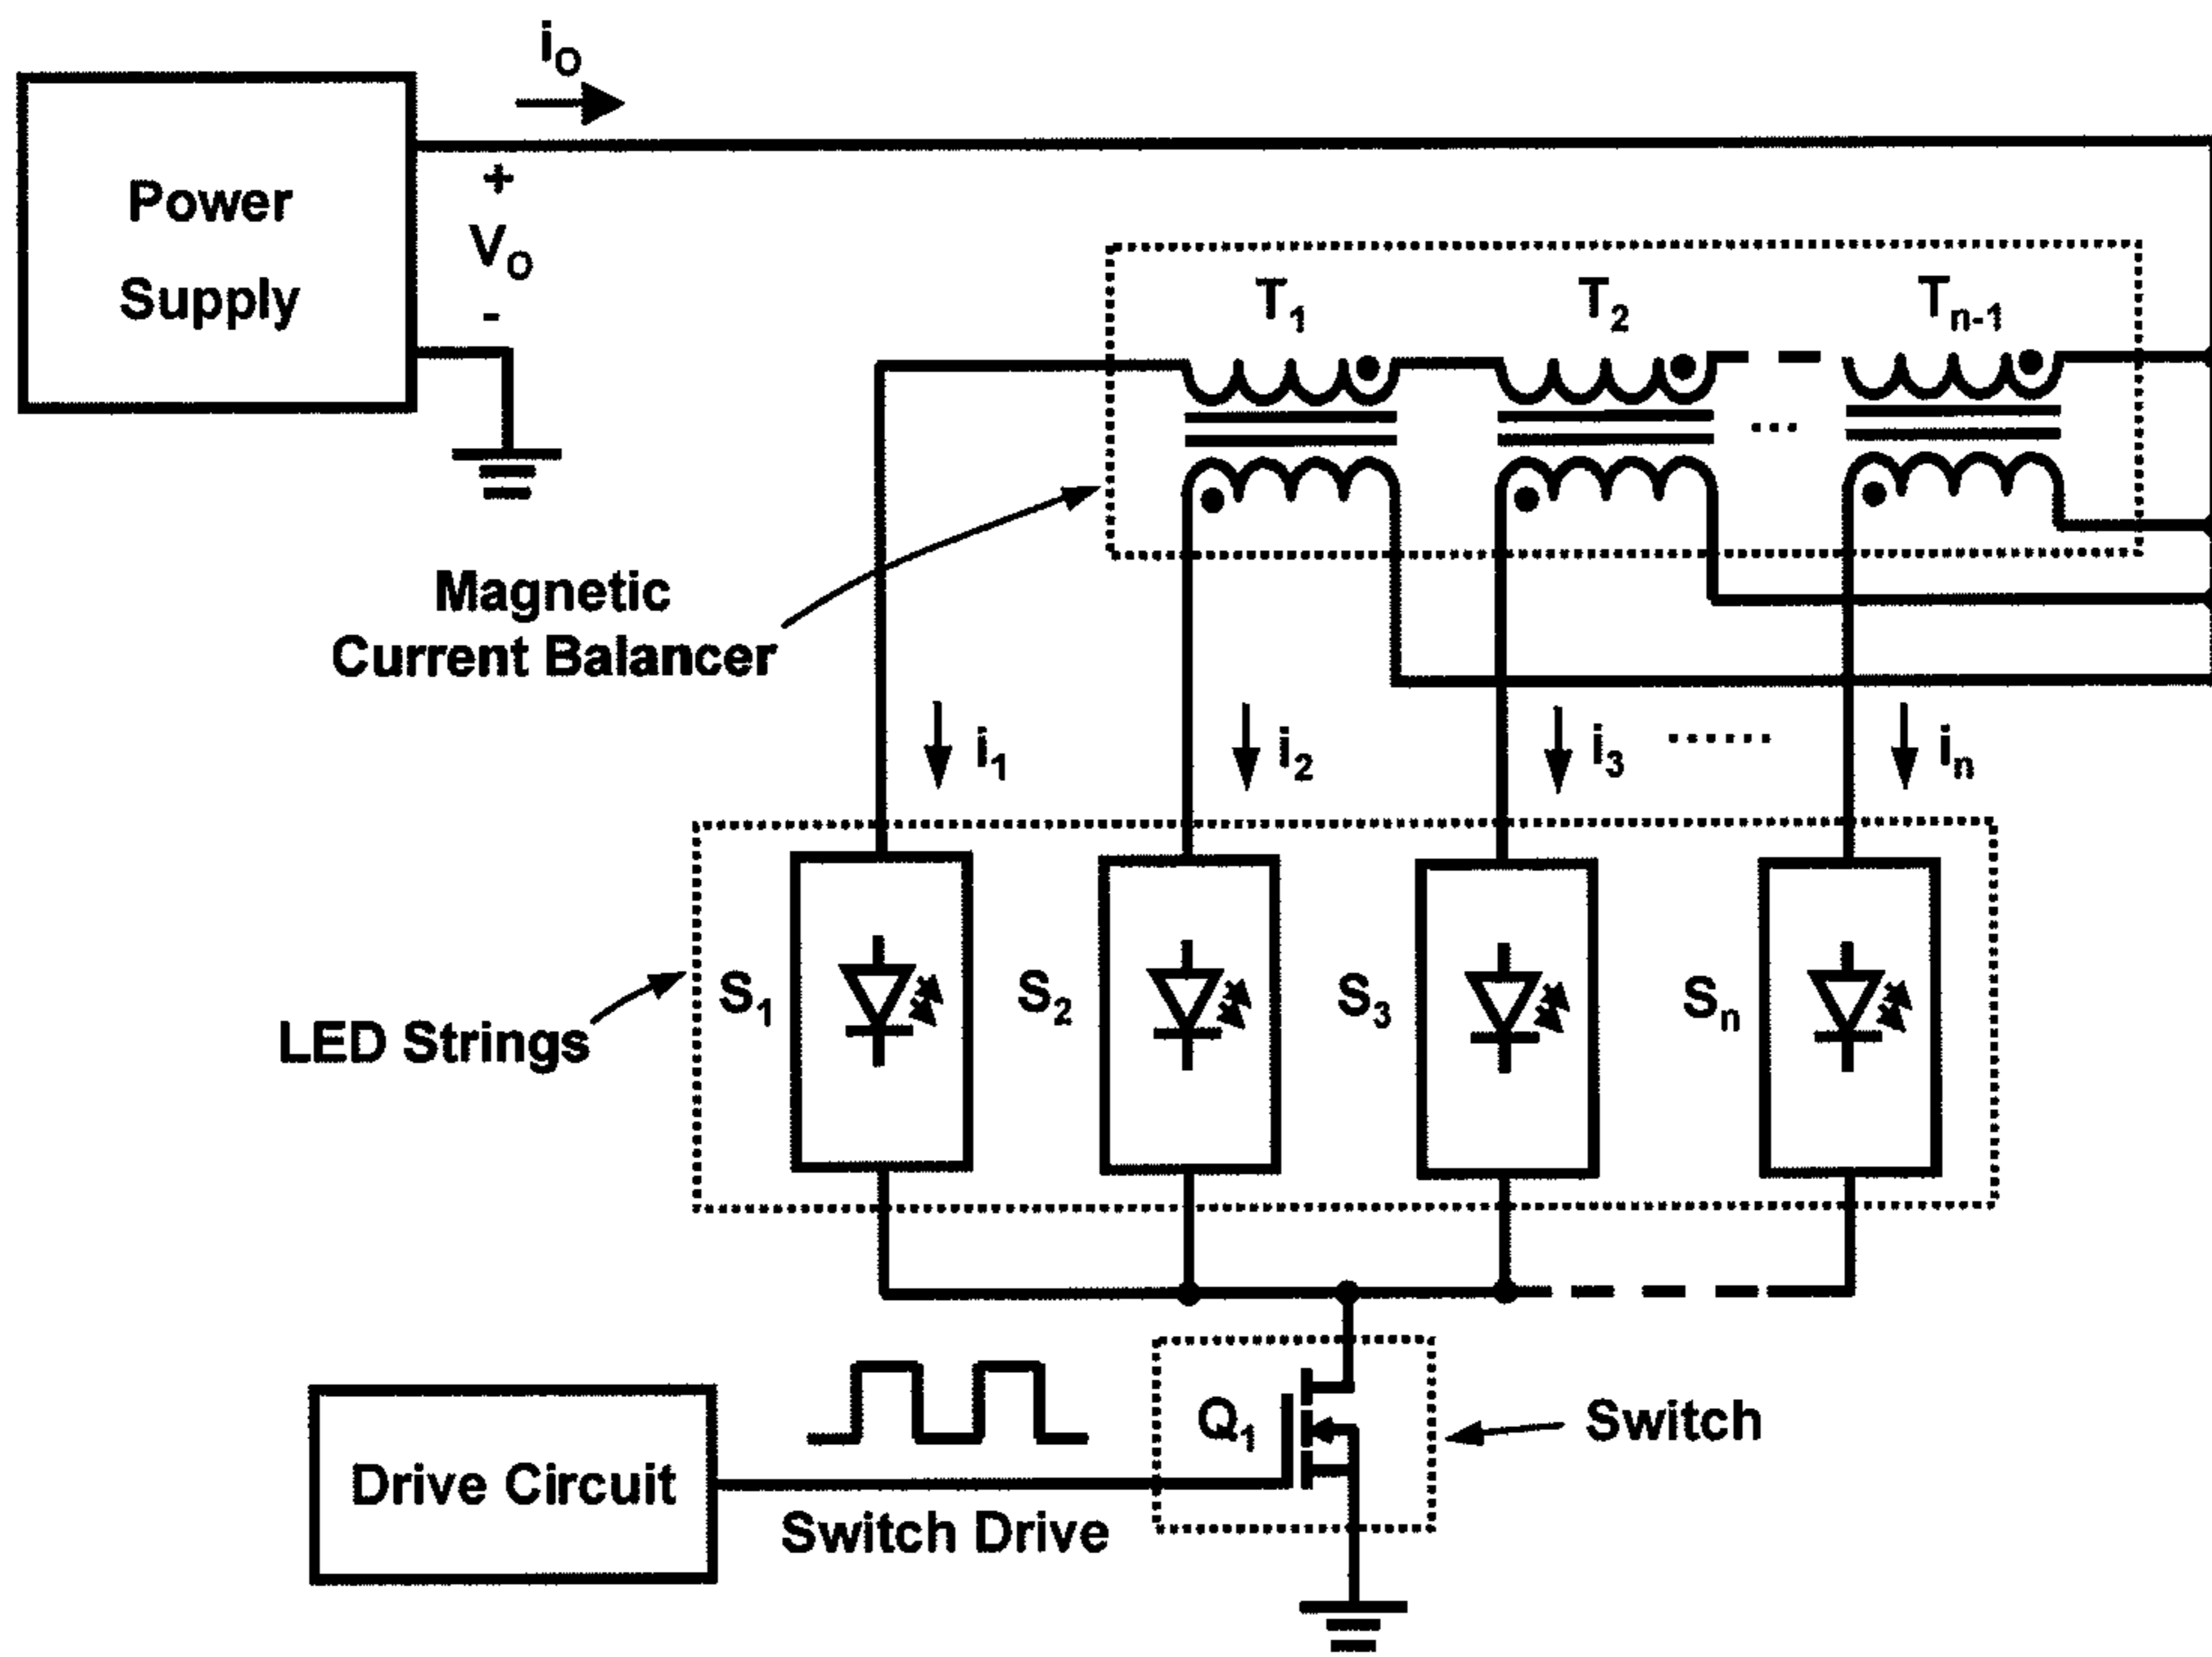 iO
Power
Supply
+
VO
-
T1
T2
Tn-1
...
Magnetic
Current Balancer
i1
i2
i3
......
in
LED Strings
S1
S2
S3
Sn
Q1
Switch
Drive Circuit
Switch Drive